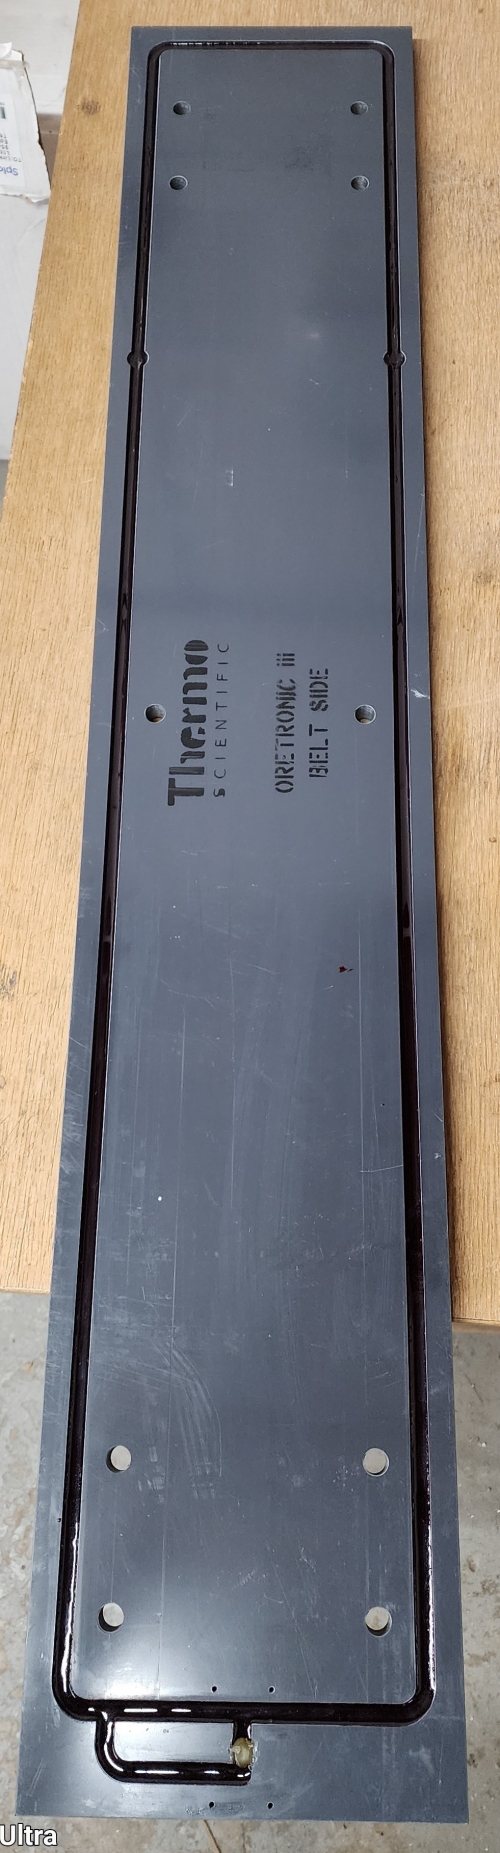 Thermo
SCIENTIFIC
ORETRONIC iii
BELT SIDE
Ultra